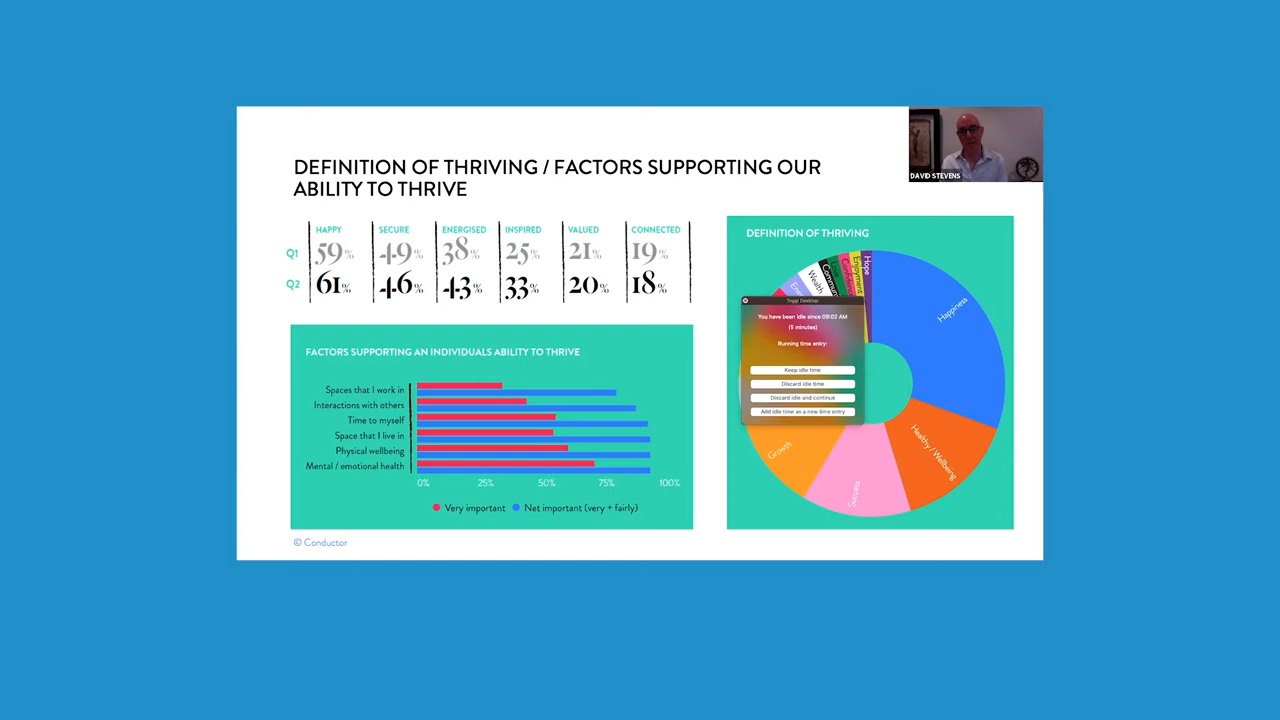 DAVID STEVENS
DEFINITION OF THRIVING / FACTORS SUPPORTING OUR
ABILITY TO THRIVE
HAPPY SECURE ENERGISED INSPIRED VALUED CONNECTED
Q1 59% 49% 38% 25% 21% 19%
Q2 61% 46% 43% 33% 20% 18%
FACTORS SUPPORTING AN INDIVIDUALS ABILITY TO THRIVE
Spaces that I work in
Interactions with others
Time to myself
Space that I live in
Physical wellbeing
Mental / emotional health
0% 25% 50% 75% 100%
Very important Net important (very + fairly)
© Conductor
DEFINITION OF THRIVING
Hope
Enjoyment
Wealth
Happiness
Healthy / Wellbeing
Success
Growth
Toggl Desktop
You have been idle since 09:02 AM
(5 minutes)
Running time entry:
Keep idle time
Discard idle time
Discard idle and continue
Add idle time as a new time entry